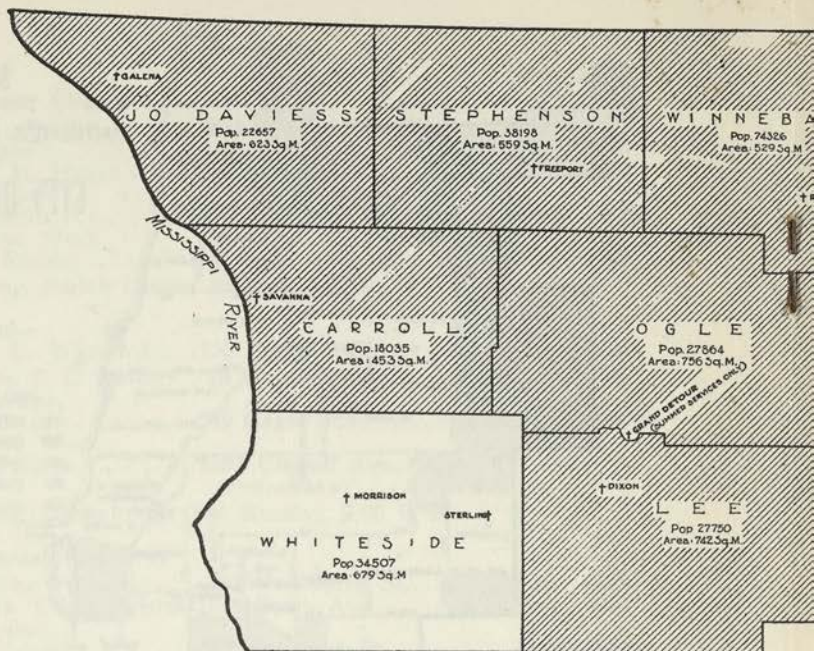 †GALENA
JO DAVIESS
Pop. 22657
Area: 623 Sq. M.
STEPHENSON
Pop. 38198
Area: 559 Sq. M.
†FREEPORT
WINNEBA
Pop. 74326
Area: 529 Sq. M.
†
MISSISSIPPI
RIVER
†SAVANNA
CARROLL
Pop. 18035
Area: 453 Sq. M.
OGLE
Pop. 27864
Area: 756 Sq. M.
†GRAND DETOUR
(SUMMER SERVICES ONLY)
†MORRISON
STERLING†
WHITESIDE
Pop 34507
Area: 679 Sq. M
†DIXON
LEE
Pop 27750
Area: 742 Sq. M.